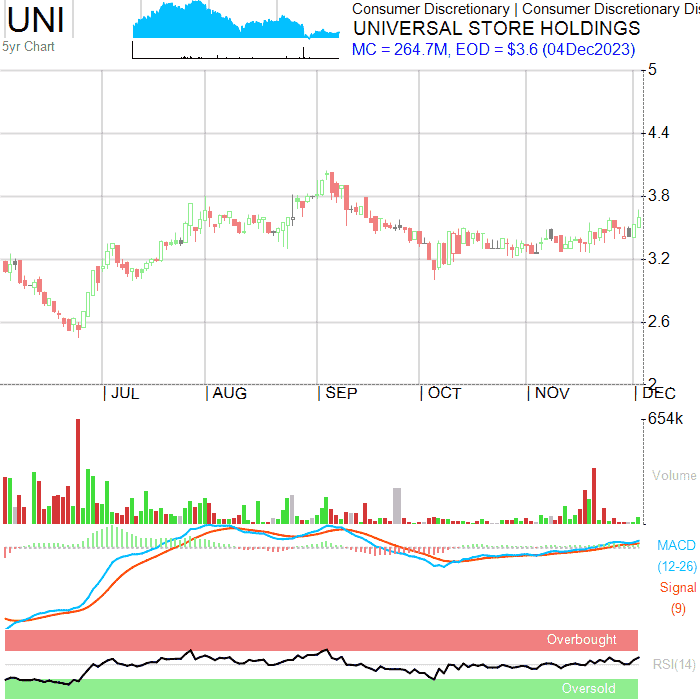 UNI
5yr Chart
Consumer Discretionary | Consumer Discretionary Dis
UNIVERSAL STORE HOLDINGS
MC = 264.7M, EOD = $3.6 (04Dec2023)
5
4.4
3.8
3.2
2.6
2
JUL AUG SEP OCT NOV DEC
654k
Volume
MACD
(12-26)
Signal
(9)
Overbought
RSI(14)
Oversold